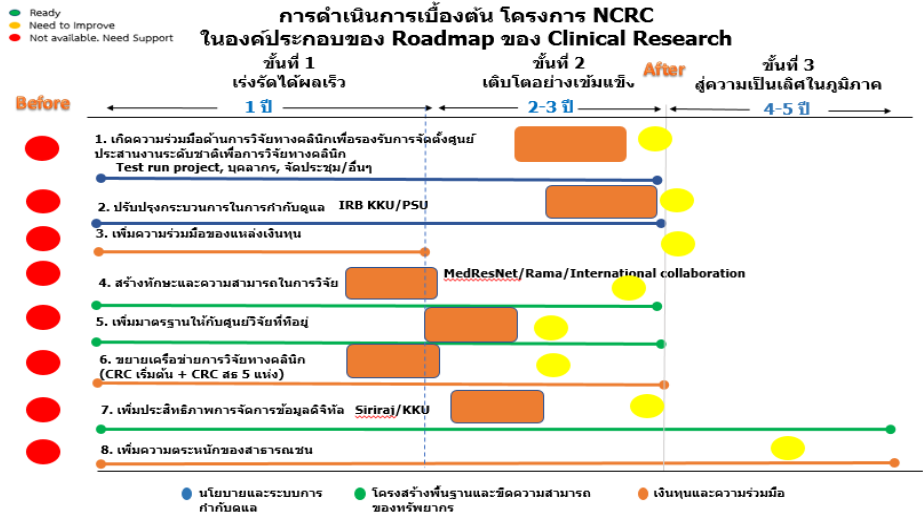 Ready
Need to Improve
Not available. Need Support
การดำเนินการเบื้องต้น โครงการ NCRC
ในองค์ประกอบของ Roadmap ของ Clinical Research
ขั้นที่ 1
เร่งรัดได้ผลเร็ว
ขั้นที่ 2
เติบโตอย่างเข้มแข็ง
After
ขั้นที่ 3
สู่ความเป็นเลิศในภูมิภาค
Before
1 ปี
2-3 ปี
4-5 ปี
1. เกิดความร่วมมือด้านการวิจัยทางคลินิกเพื่อรองรับการจัดตั้งศูนย์
ประสานงานระดับชาติเพื่อการวิจัยทางคลินิก
Test run project, บุคลากร, จัดประชุม/อื่นๆ
2. ปรับปรุงกระบวนการในการกำกับดูแล IRB KKU/PSU
3. เพิ่มความร่วมมือของแหล่งเงินทุน
MedResNet/Rama/International collaboration
4. สร้างทักษะและความสามารถในการวิจัย
5. เพิ่มมาตรฐานให้กับศูนย์วิจัยที่มีอยู่
6. ขยายเครือข่ายการวิจัยทางคลินิก
(CRC เริ่มต้น + CRC สธ 5 แห่ง)
7. เพิ่มประสิทธิภาพการจัดการข้อมูลดิจิทัล Siriraj/KKU
8. เพิ่มความตระหนักของสาธารณชน
นโยบายและระบบการ
กำกับดูแล
โครงสร้างพื้นฐานและขีดความสามารถ
ของทรัพยากร
เงินทุนและความร่วมมือ